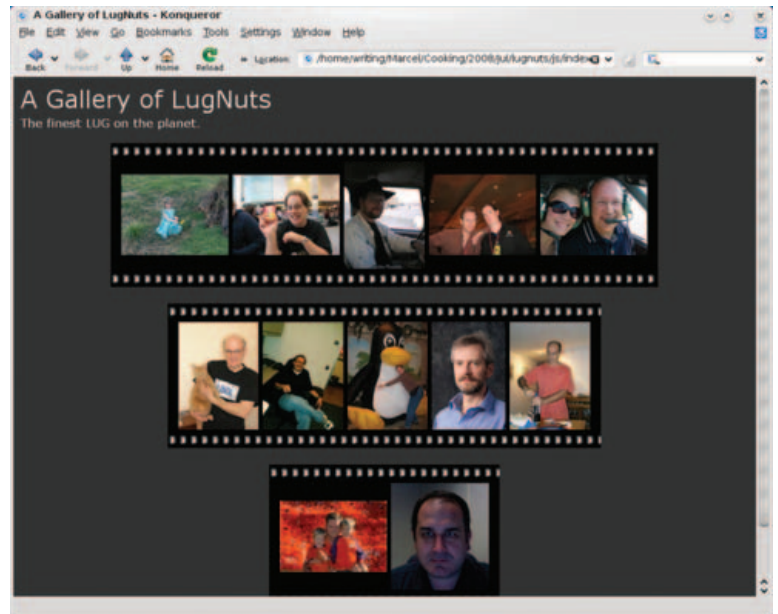 A Gallery of LugNuts - Konqueror
File Edit View Go Bookmarks Tools Settings Window Help
Back Forward Up Home Reload Location: /home/writing/Marcel/Cooking/2008/jul/lugnuts/js/index
A Gallery of LugNuts
The finest LUG on the planet.